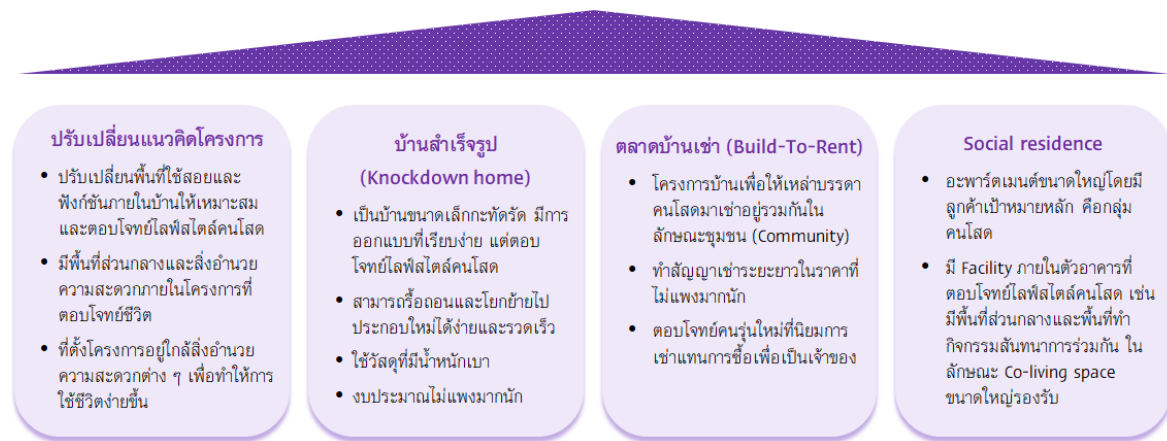 ปรับเปลี่ยนแนวคิดโครงการ
• ปรับเปลี่ยนพื้นที่ใช้สอยและ
ฟังก์ชันภายในบ้านให้เหมาะสม
และตอบโจทย์ไลฟ์สไตล์คนโสด
• มีพื้นที่ส่วนกลางและสิ่งอำนวย
ความสะดวกภายในโครงการที่
ตอบโจทย์ชีวิต
• ที่ตั้งโครงการอยู่ใกล้สิ่งอำนวย
ความสะดวกต่าง ๆ เพื่อทำให้การ
ใช้ชีวิตง่ายขึ้น
บ้านสำเร็จรูป
(Knockdown home)
• เป็นบ้านขนาดเล็กกะทัดรัด มีการ
ออกแบบที่เรียบง่าย แต่ตอบ
โจทย์ไลฟ์สไตล์คนโสด
• สามารถรื้อถอนและโยกย้ายไป
ประกอบใหม่ได้ง่ายและรวดเร็ว
• ใช้วัสดุที่มีน้ำหนักเบา
• งบประมาณไม่แพงมากนัก
ตลาดบ้านเช่า (Build-To-Rent)
• โครงการบ้านเพื่อให้เหล่าบรรดา
คนโสดมาเช่าอยู่รวมกันใน
ลักษณะชุมชน (Community)
• ทำสัญญาเช่าระยะยาวในราคาที่
ไม่แพงมากนัก
• ตอบโจทย์คนรุ่นใหม่ที่นิยมการ
เช่าแทนการซื้อเพื่อเป็นเจ้าของ
Social residence
• อะพาร์ตเมนต์ขนาดใหญ่โดยมี
ลูกค้าเป้าหมายหลัก คือกลุ่ม
คนโสด
• มี Facility ภายในตัวอาคารที่
ตอบโจทย์ไลฟ์สไตล์คนโสด เช่น
มีพื้นที่ส่วนกลางและพื้นที่ทำ
กิจกรรมสันทนาการร่วมกัน ใน
ลักษณะ Co-living space
ขนาดใหญ่รองรับ